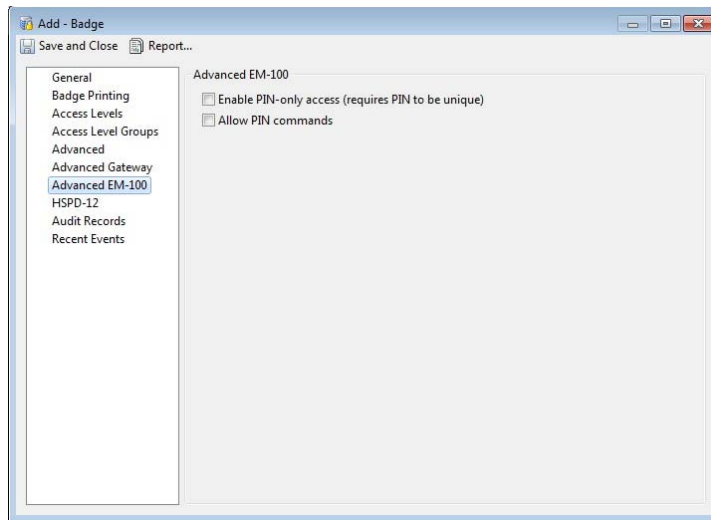 Add - Badge
Save and Close Report...
General
Badge Printing
Access Levels
Access Level Groups
Advanced
Advanced Gateway
Advanced EM-100
HSPD-12
Audit Records
Recent Events
Advanced EM-100
Enable PIN-only access (requires PIN to be unique)
Allow PIN commands